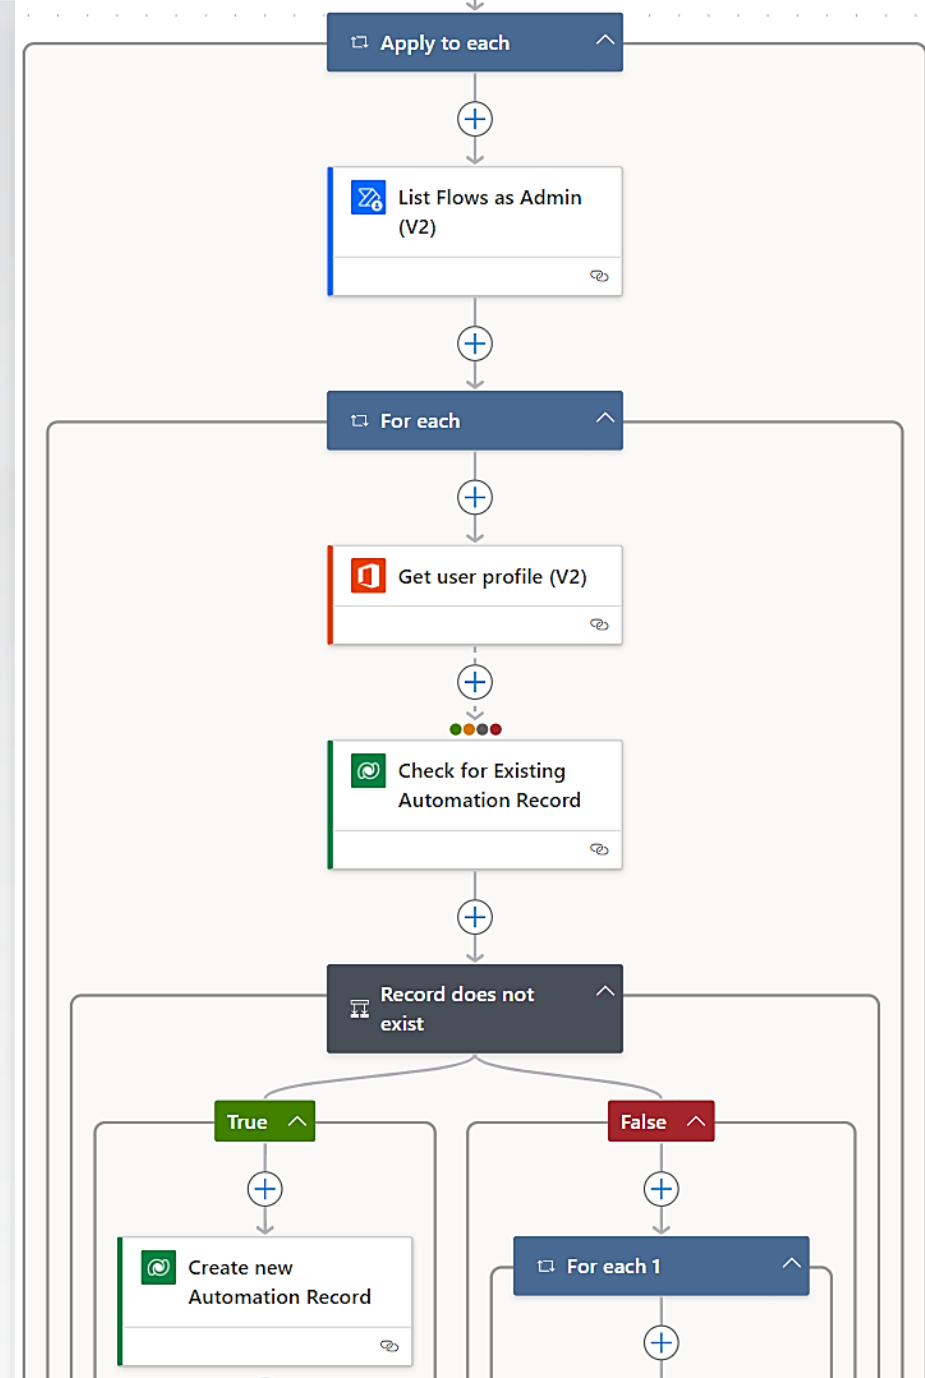 Apply to each
List Flows as Admin
(V2)
For each
Get user profile (V2)
Check for Existing
Automation Record
Record does not
exist
True
False
Create new
Automation Record
For each 1